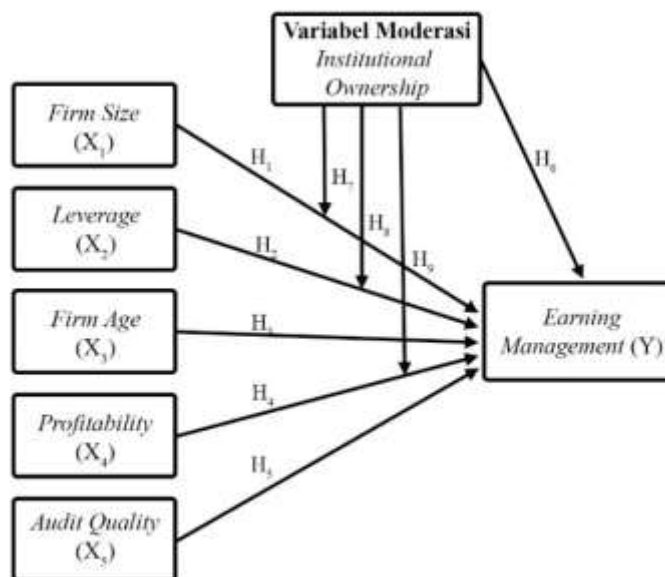 Variabel Moderasi
Institutional
Ownership
Firm Size
(X₁)
Leverage
(X₂)
Firm Age
(X₃)
Profitability
(X₄)
Audit Quality
(X₅)
H₁
H₂
H₃
H₄
H₅
H₆
H₇
H₈
H₉
Earning
Management (Y)